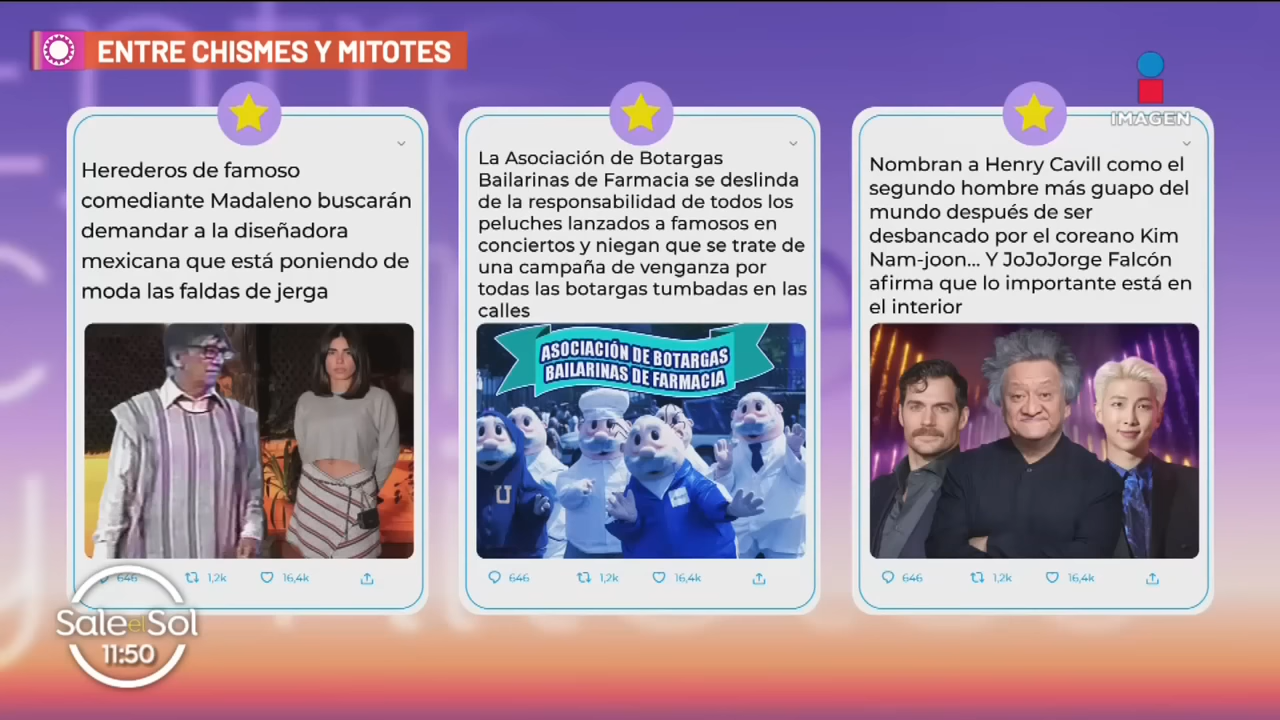 ENTRE CHISMES Y MITOTES
IMAGEN
Herederos de famoso
comediante Madaleno buscarán
demandar a la diseñadora
mexicana que está poniendo de
moda las faldas de jerga
646 1,2k 16,4k
La Asociación de Botargas
Bailarinas de Farmacia se deslinda
de la responsabilidad de todos los
peluches lanzados a famosos en
conciertos y niegan que se trate de
una campaña de venganza por
todas las botargas tumbadas en las
calles
ASOCIACIÓN DE BOTARGAS
BAILARINAS DE FARMACIA
U
646 1,2k 16,4k
Nombran a Henry Cavill como el
segundo hombre más guapo del
mundo después de ser
desbancado por el coreano Kim
Nam-joon... Y JoJoJorge Falcón
afirma que lo importante está en
el interior
646 1,2k 16,4k
Sale el Sol
11:50